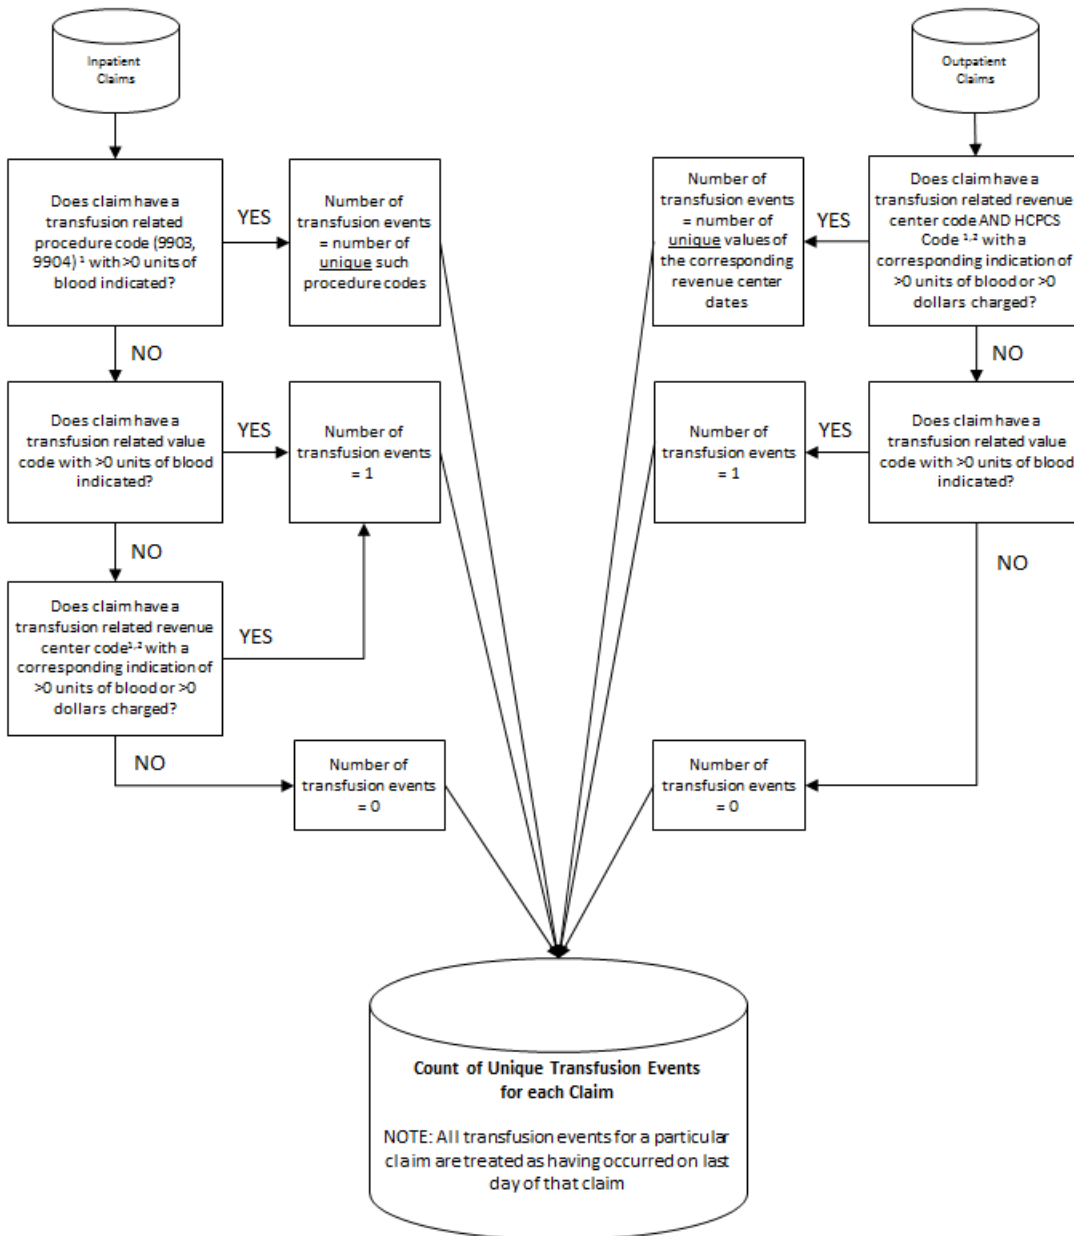 Inpatient
Claims
Outpatient
Claims
Does claim have a
transfusion related
procedure code (9903,
9904) ¹ with >0 units of
blood indicated?
YES
Number of
transfusion events
= number of
unique such
procedure codes
Number of
transfusion events
= number of
unique values of
the corresponding
revenue center
dates
YES
Does claim have a
transfusion related revenue
center code AND HCPCS
Code ¹,² with a
corresponding indication of
>0 units of blood or >0
dollars charged?
NO
NO
Does claim have a
transfusion related value
code with >0 units of blood
indicated?
YES
Number of
transfusion events
= 1
Number of
transfusion events
= 1
YES
Does claim have a
transfusion related value
code with >0 units of blood
indicated?
NO
NO
Does claim have a
transfusion related revenue
center code¹,² with a
corresponding indication of
>0 units of blood or >0
dollars charged?
YES
NO
Number of
transfusion events
= 0
Number of
transfusion events
= 0
Count of Unique Transfusion Events
for each Claim
NOTE: All transfusion events for a particular
claim are treated as having occurred on last
day of that claim